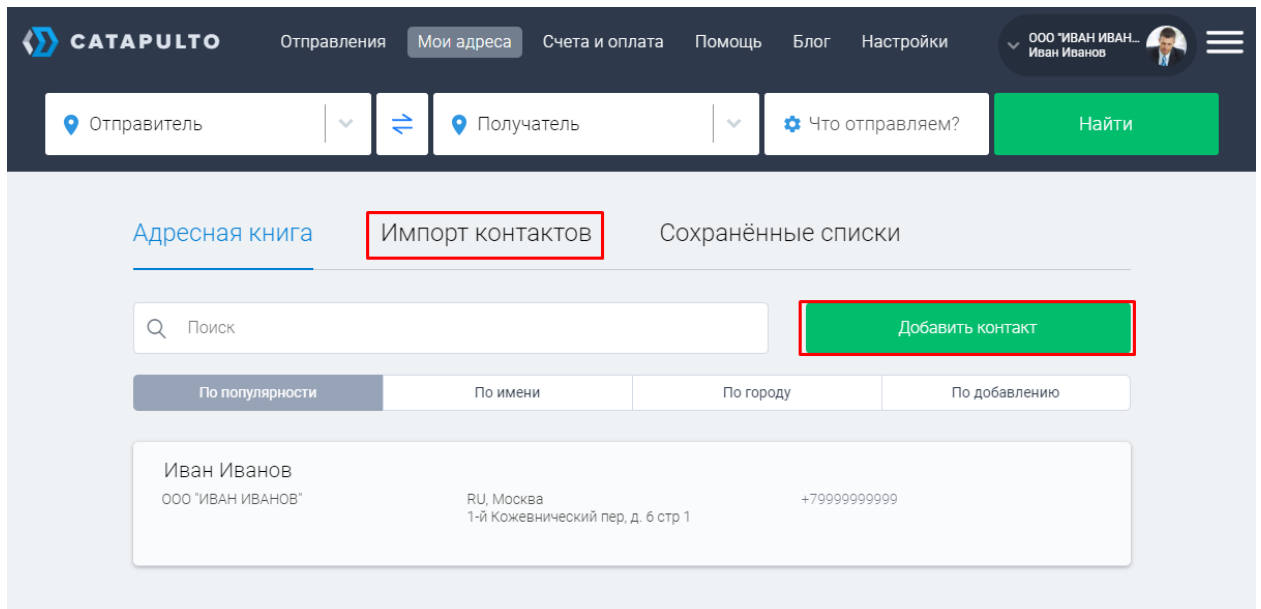 CATAPULTO
Отправления Мои адреса Счета и оплата Помощь Блог Настройки
ООО "ИВАН ИВАН...
Иван Иванов
Отправитель Получатель Что отправляем? Найти
Адресная книга Импорт контактов Сохранённые списки
Поиск Добавить контакт
По популярности По имени По городу По добавлению
Иван Иванов
ООО "ИВАН ИВАНОВ" RU, Москва +79999999999
1-й Кожевнический пер, д. 6 стр 1